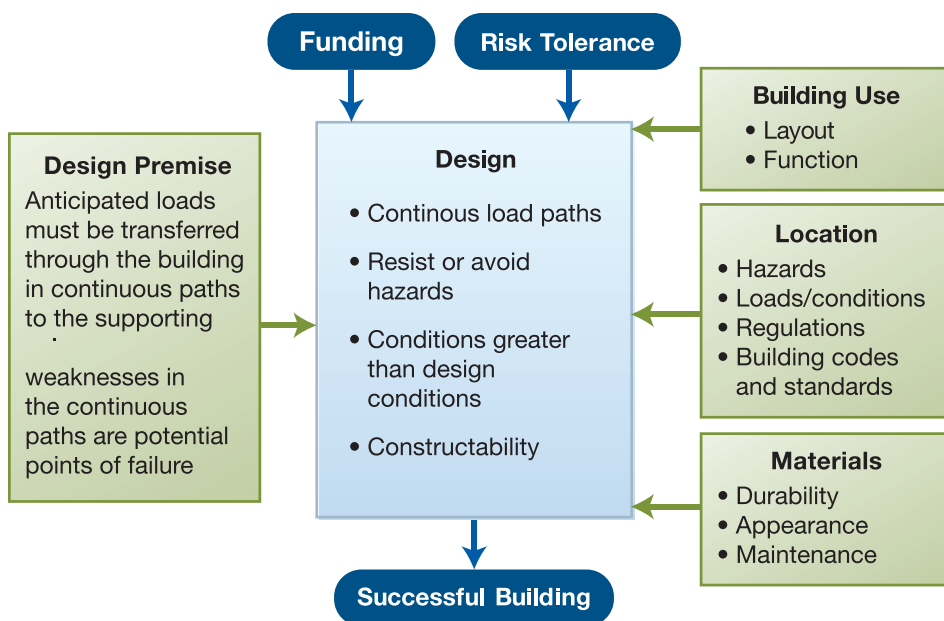 Funding
Risk Tolerance
Design Premise
Anticipated loads
must be transferred
through the building
in continuous paths
to the supporting
weaknesses in
the continuous
paths are potential
points of failure
Design
• Continous load paths
• Resist or avoid
hazards
• Conditions greater
than design
conditions
• Constructability
Building Use
• Layout
• Function
Location
• Hazards
• Loads/conditions
• Regulations
• Building codes
and standards
Materials
• Durability
• Appearance
• Maintenance
Successful Building